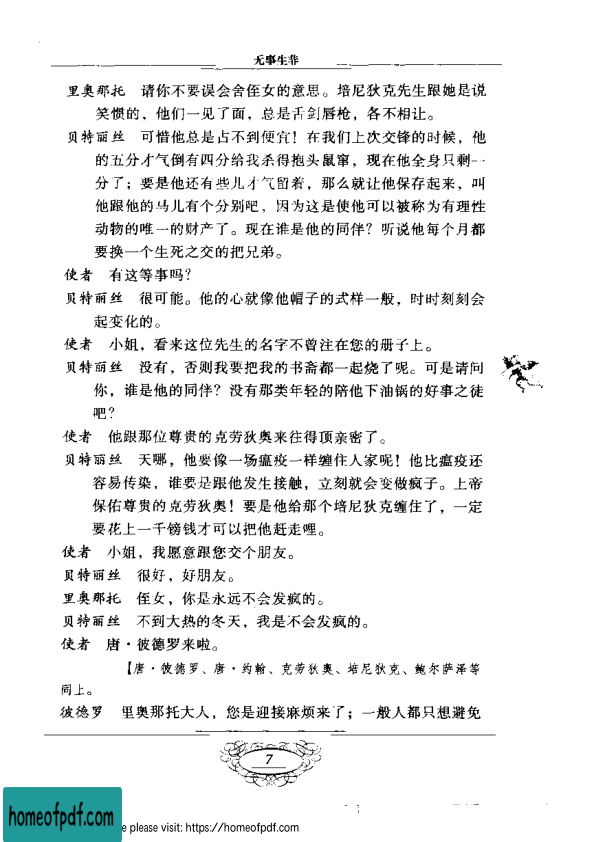 无事生非
里奥那托 请你不要误会舍侄女的意思。培尼狄克先生跟她是说
笑惯的，他们一见了面，总是舌剑唇枪，各不相让。
贝特丽丝 可惜他总是占不到便宜！在我们上次交锋的时候，他
的五分才气倒有四分给我杀得抱头鼠窜，现在他全身只剩一
分了；要是他还有些儿才气留着，那么就让他保存起来，叫
他跟他的马儿有个分别吧，因为这是使他可以被称为有理性
动物的唯一的财产了。现在谁是他的同伴？听说他每个月都
要换一个生死之交的把兄弟。
使者 有这等事吗？
贝特丽丝 很可能。他的心就像他帽子的式样一般，时时刻刻会
起变化的。
使者 小姐，看来这位先生的名字不曾注在您的册子上。
贝特丽丝 没有，否则我要把我的书斋都一起烧了呢。可是请问
你，谁是他的同伴？没有那类年轻的陪他下油锅的好事之徒
吧？
使者 他跟那位尊贵的克劳狄奥来往得顶亲密了。
贝特丽丝 天哪，他要像一场瘟疫一样缠住人家呢！他比瘟疫还
容易传染，谁要是跟他发生接触，立刻就会变做疯子。上帝
保佑尊贵的克劳狄奥！要是他给那个培尼狄克缠住了，一定
要花上一千镑钱才可以把他赶走哩。
使者 小姐，我愿意跟您交个朋友。
贝特丽丝 很好，好朋友。
里奥那托 侄女，你是永远不会发疯的。
贝特丽丝 不到大热的冬天，我是不会发疯的。
使者 唐·彼德罗来啦。
【唐·彼德罗、唐·约翰、克劳狄奥、培尼狄克、鲍尔萨泽等
同上。
彼德罗 里奥那托大人，您是迎接麻烦来了；一般人都只想避免
7
homeofpdf.com
e please visit: https://homeofpdf.com